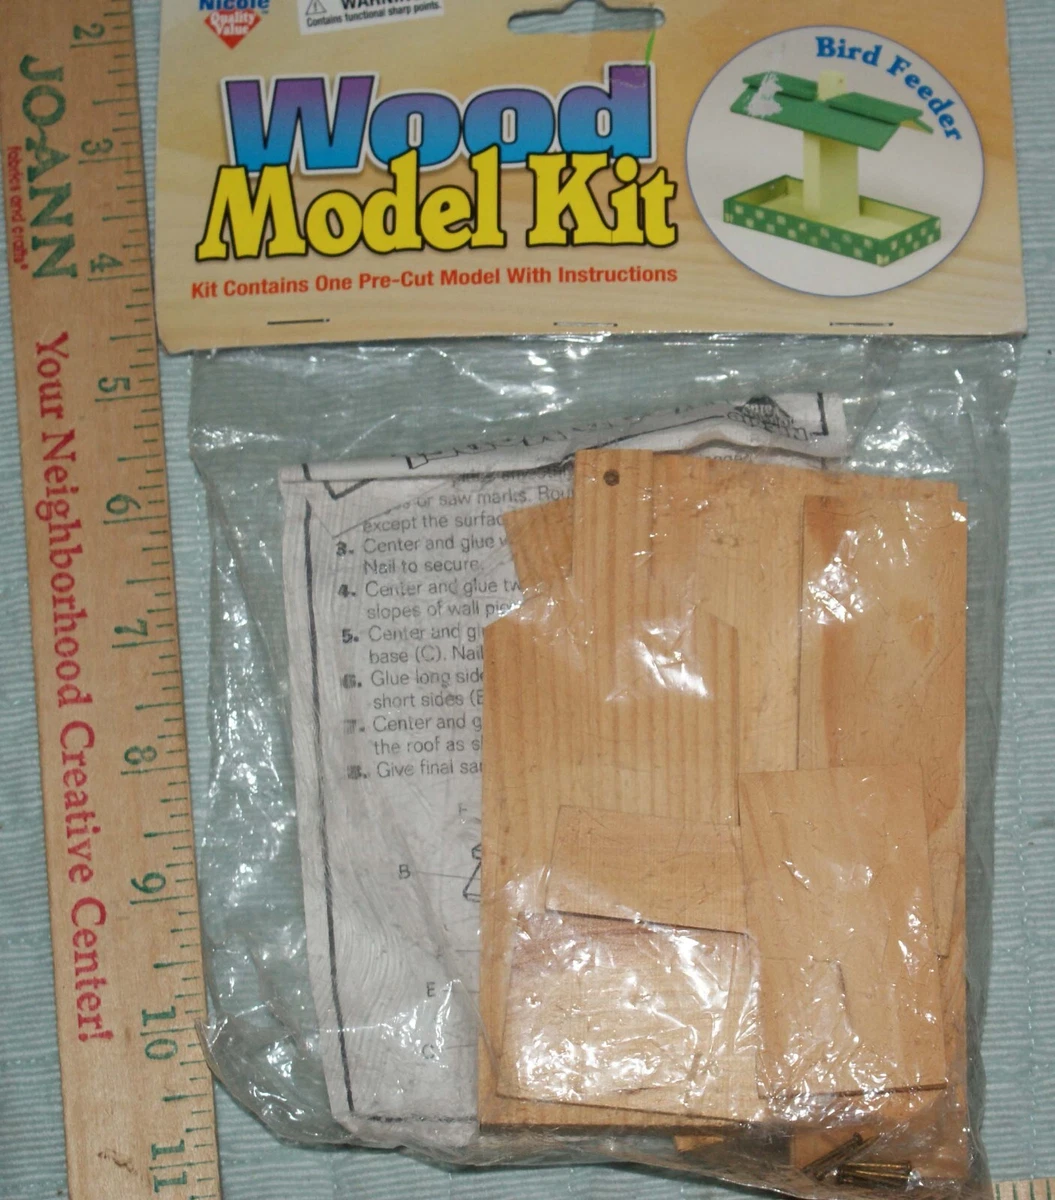 Nicole
Quality
Value
WARNING
Contains functional sharp points.
Wood
Model Kit
Kit Contains One Pre-Cut Model With Instructions
Bird Feeder
JO-ANN
fabrics and crafts
Your Neighborhood Creative Center!
2
3
4
5
6
7
8
9
10
11
or saw marks. Rou
except the surfac
3. Center and glue w
Nail to secure.
4. Center and glue tw
slopes of wall pie
5. Center and gl
base (C). Nail
6. Glue long side
short sides (E
7. Center and g
the roof as s
8. Give final sa
F
B
E
C